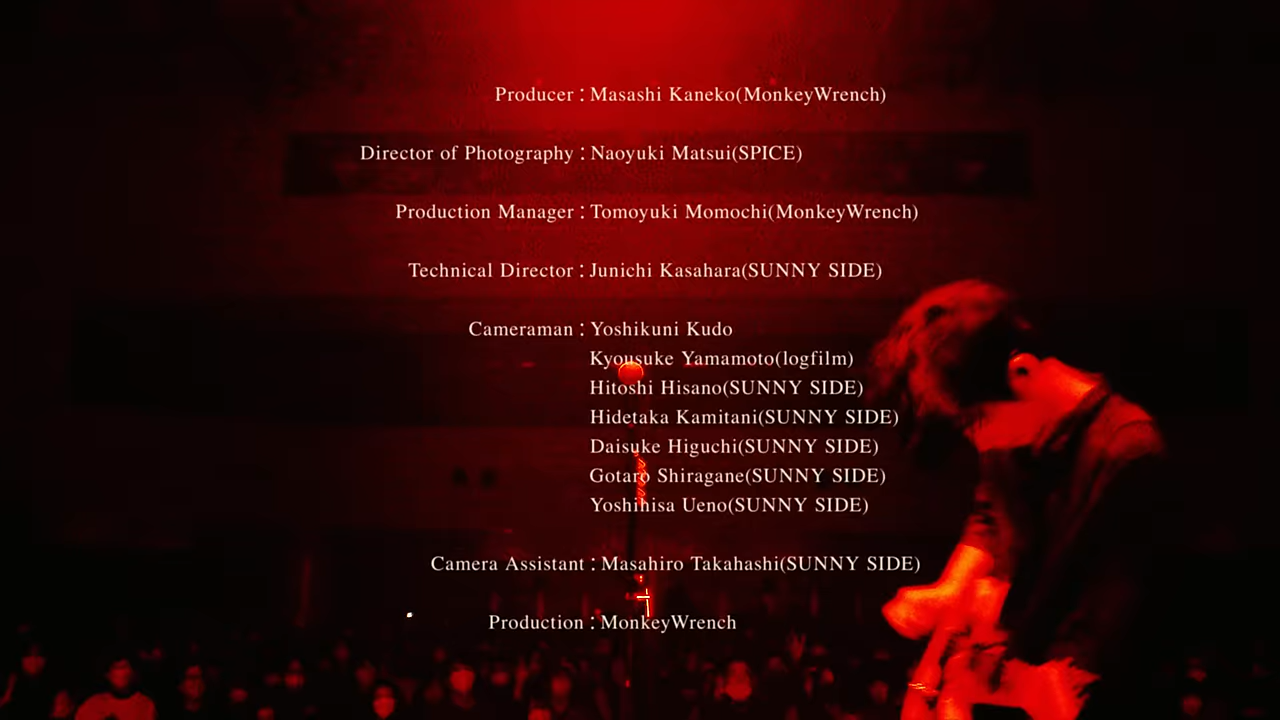 Producer：Masashi Kaneko(MonkeyWrench)
Director of Photography：Naoyuki Matsui(SPICE)
Production Manager：Tomoyuki Momochi(MonkeyWrench)
Technical Director：Junichi Kasahara(SUNNY SIDE)
Cameraman：Yoshikuni Kudo
Kyousuke Yamamoto(logfilm)
Hitoshi Hisano(SUNNY SIDE)
Hidetaka Kamitani(SUNNY SIDE)
Daisuke Higuchi(SUNNY SIDE)
Gotaro Shiragane(SUNNY SIDE)
Yoshihisa Ueno(SUNNY SIDE)
Camera Assistant：Masahiro Takahashi(SUNNY SIDE)
Production：MonkeyWrench